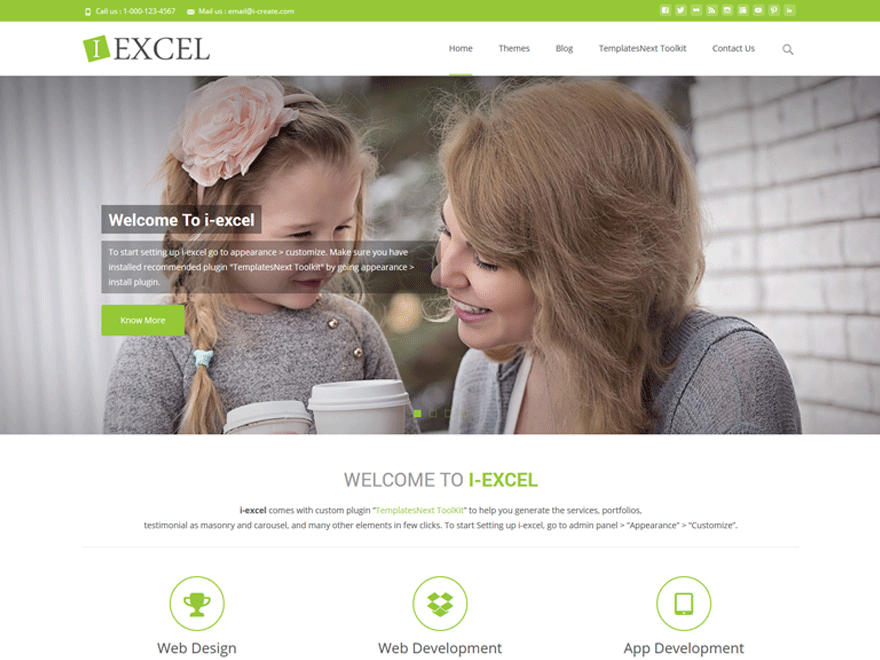 Call us : 1-000-123-4567 Mail us : email@i-create.com
I EXCEL
Home Themes Blog TemplatesNext Toolkit Contact Us
Welcome To i-excel
To start setting up i-excel go to appearance > customize. Make sure you have
installed recommended plugin "TemplatesNext Toolkit" by going appearance >
install plugin.
Know More
WELCOME TO I-EXCEL
i-excel comes with custom plugin “TemplatesNext ToolKit” to help you generate the services, portfolios,
testimonial as masonry and carousel, and many other elements in few clicks. To start Setting up i-excel, go to admin panel > “Appearance” > “Customize”.
Web Design Web Development App Development